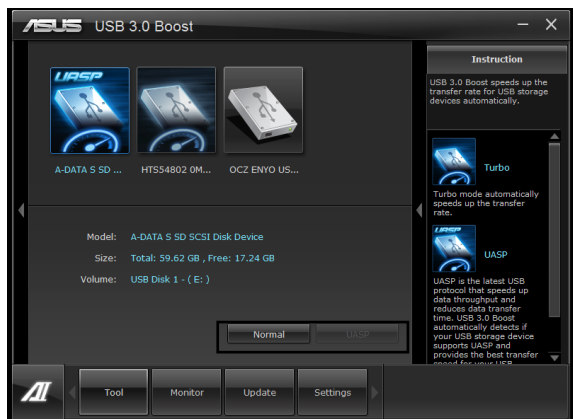 ASUS USB 3.0 Boost
UASP
A-DATA S SD ...
HTS54802 0M...
OCZ ENYO US...
Model: A-DATA S SD SCSI Disk Device
Size: Total: 59.62 GB , Free: 17.24 GB
Volume: USB Disk 1 - ( E: )
Normal
UASP
Instruction
USB 3.0 Boost speeds up the
transfer rate for USB storage
devices automatically.
Turbo
Turbo mode automatically
speeds up the transfer
rate.
UASP
UASP
UASP is the latest USB
protocol that speeds up
data throughput and
reduces data transfer
time. USB 3.0 Boost
automatically detects if
your USB storage device
supports UASP and
provides the best transfer
speed for your USB
AI
Tool
Monitor
Update
Settings